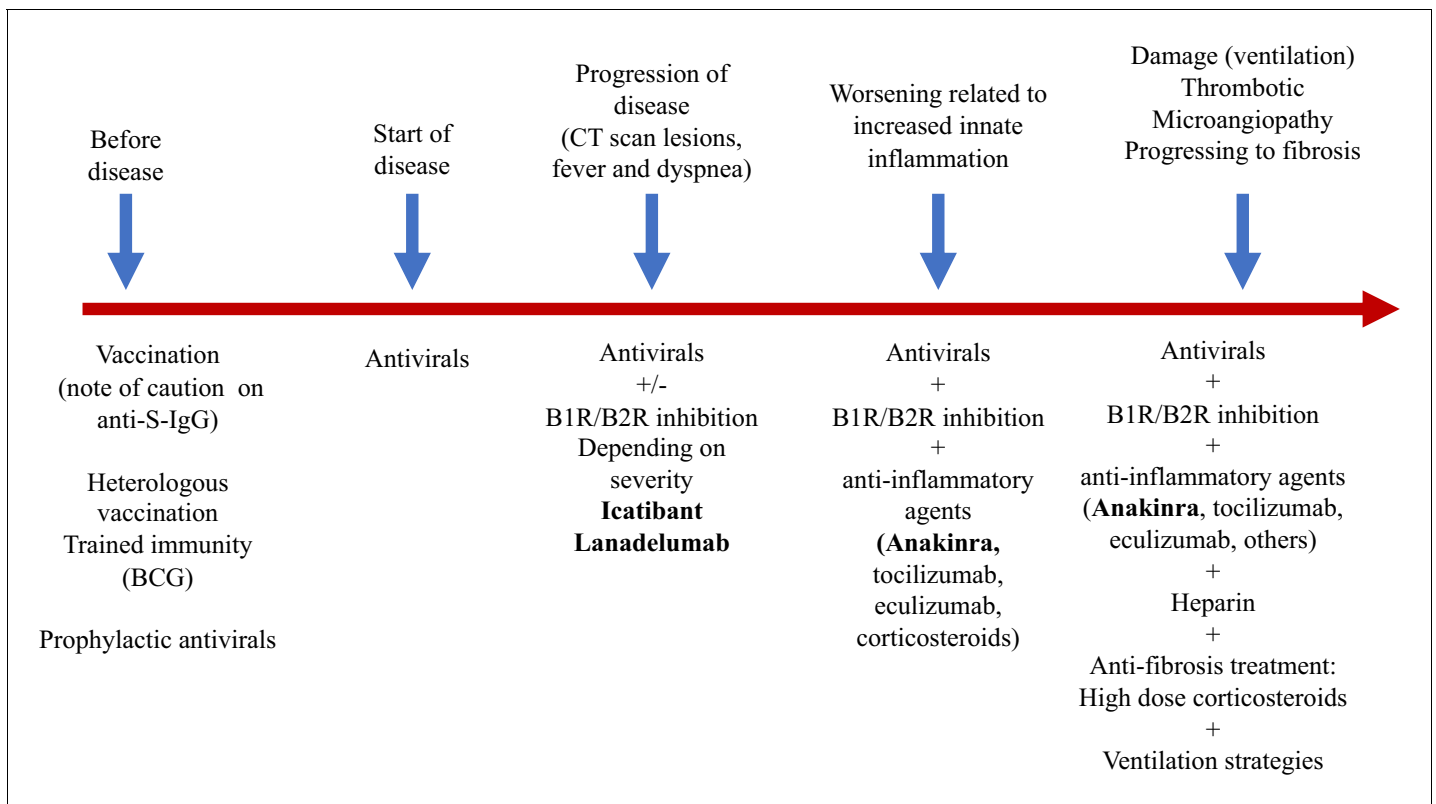 Before
disease
Start of
disease
Progression of
disease
(CT scan lesions,
fever and dyspnea)
Worsening related to
increased innate
inflammation
Damage (ventilation)
Thrombotic
Microangiopathy
Progressing to fibrosis
Vaccination
(note of caution on
anti-S-IgG)
Heterologous
vaccination
Trained immunity
(BCG)
Prophylactic antivirals
Antivirals
Antivirals
+/-
B1R/B2R inhibition
Depending on
severity
Icatibant
Lanadelumab
Antivirals
+
B1R/B2R inhibition
+
anti-inflammatory
agents
(Anakinra,
tocilizumab,
eculizumab,
corticosteroids)
Antivirals
+
B1R/B2R inhibition
+
anti-inflammatory agents
(Anakinra, tocilizumab,
eculizumab, others)
+
Heparin
+
Anti-fibrosis treatment:
High dose corticosteroids
+
Ventilation strategies